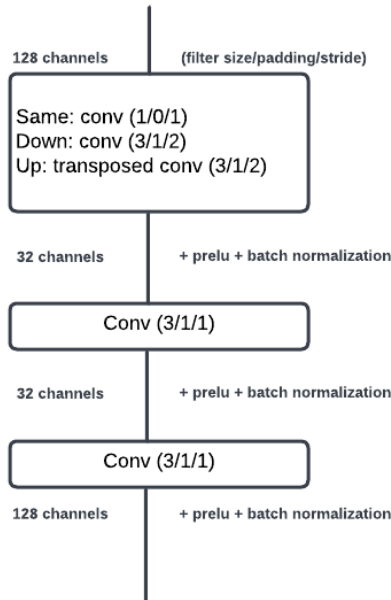 128 channels (filter size/padding/stride)
Same: conv (1/0/1)
Down: conv (3/1/2)
Up: transposed conv (3/1/2)
32 channels + prelu + batch normalization
Conv (3/1/1)
32 channels + prelu + batch normalization
Conv (3/1/1)
128 channels + prelu + batch normalization